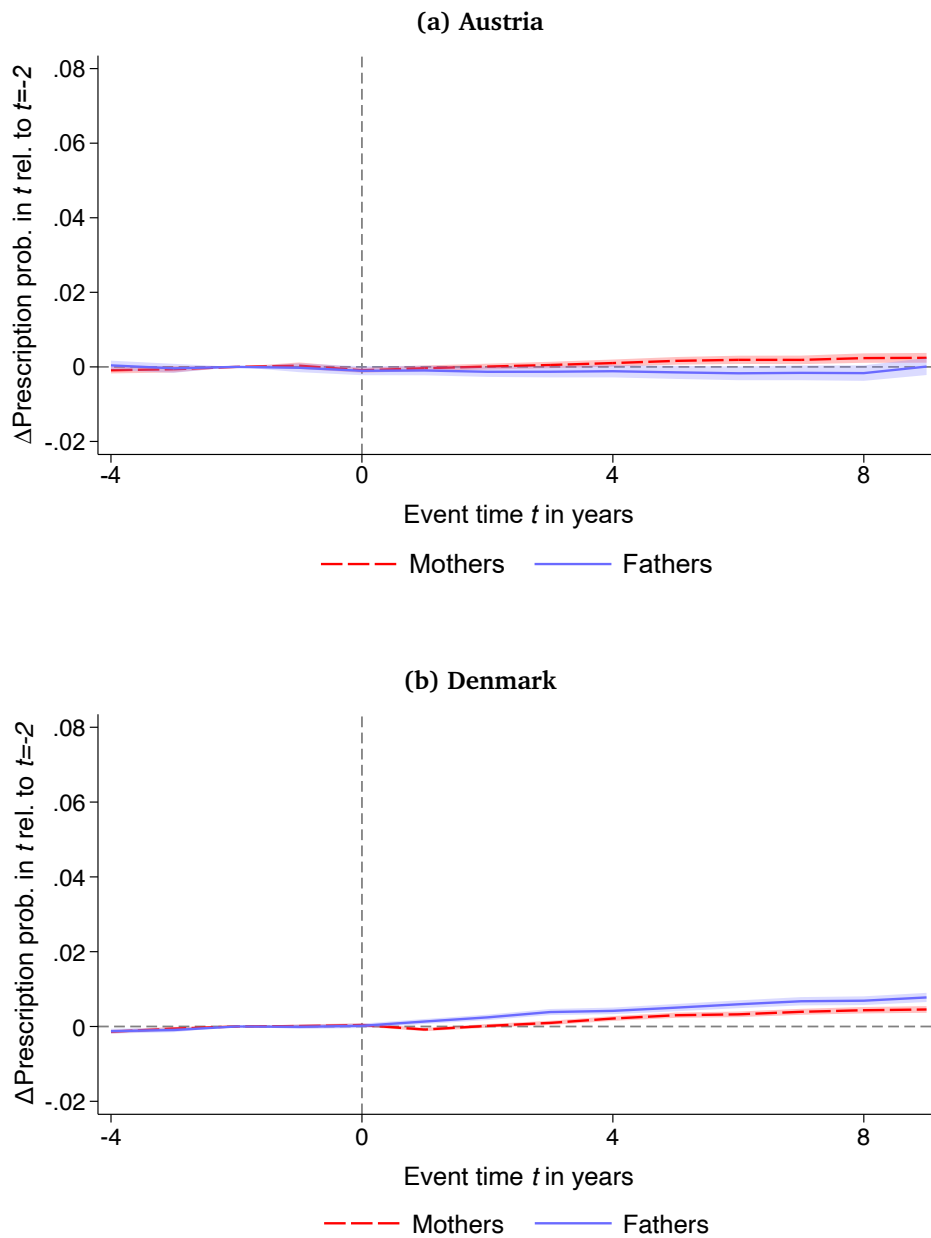 (a) Austria
ΔPrescription prob. in t rel. to t=-2
.08
.06
.04
.02
0
-.02
-4
0
4
8
Event time t in years
Mothers
Fathers
(b) Denmark
ΔPrescription prob. in t rel. to t=-2
.08
.06
.04
.02
0
-.02
-4
0
4
8
Event time t in years
Mothers
Fathers